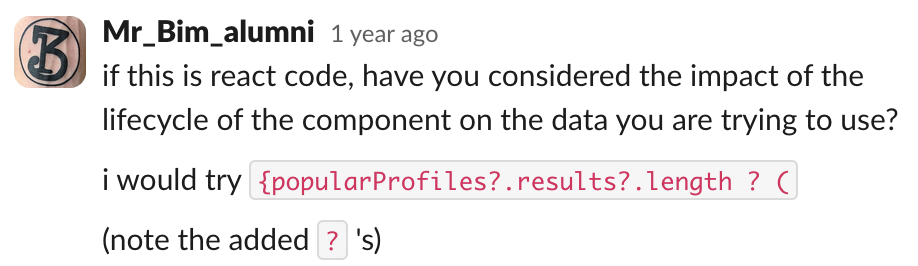 Mr_Bim_alumni 1 year ago
if this is react code, have you considered the impact of the
lifecycle of the component on the data you are trying to use?
i would try {popularProfiles?.results?.length ? (
(note the added ? 's)